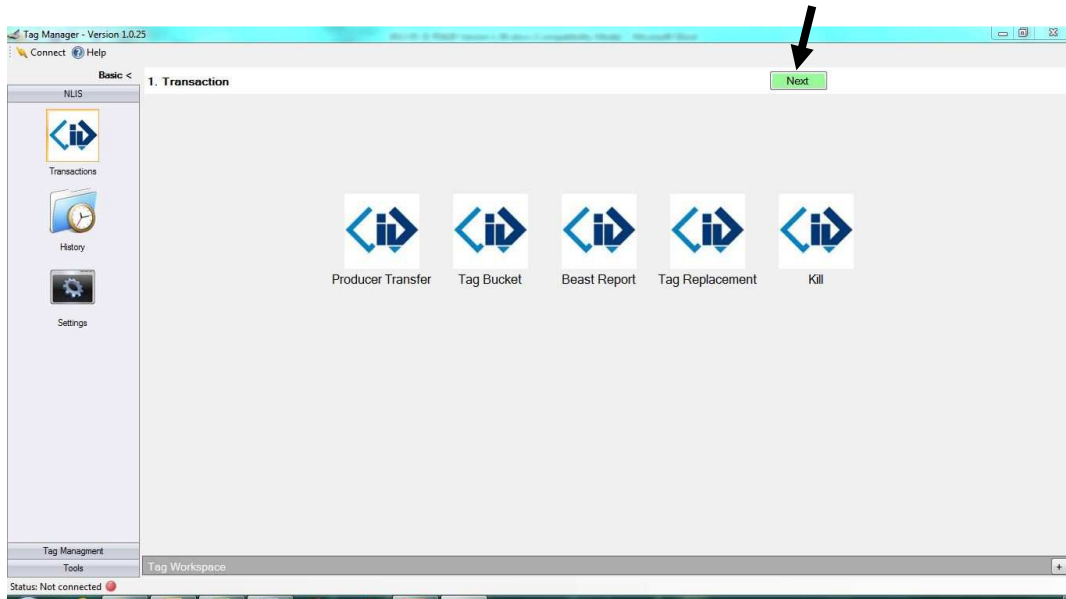 Tag Manager - Version 1.0.25
Connect Help
Basic <
1. Transaction
Next
NLIS
Transactions
History
Settings
Producer Transfer Tag Bucket Beast Report Tag Replacement Kill
Tag Managment
Tools
Tag Workspace
+
Status: Not connected